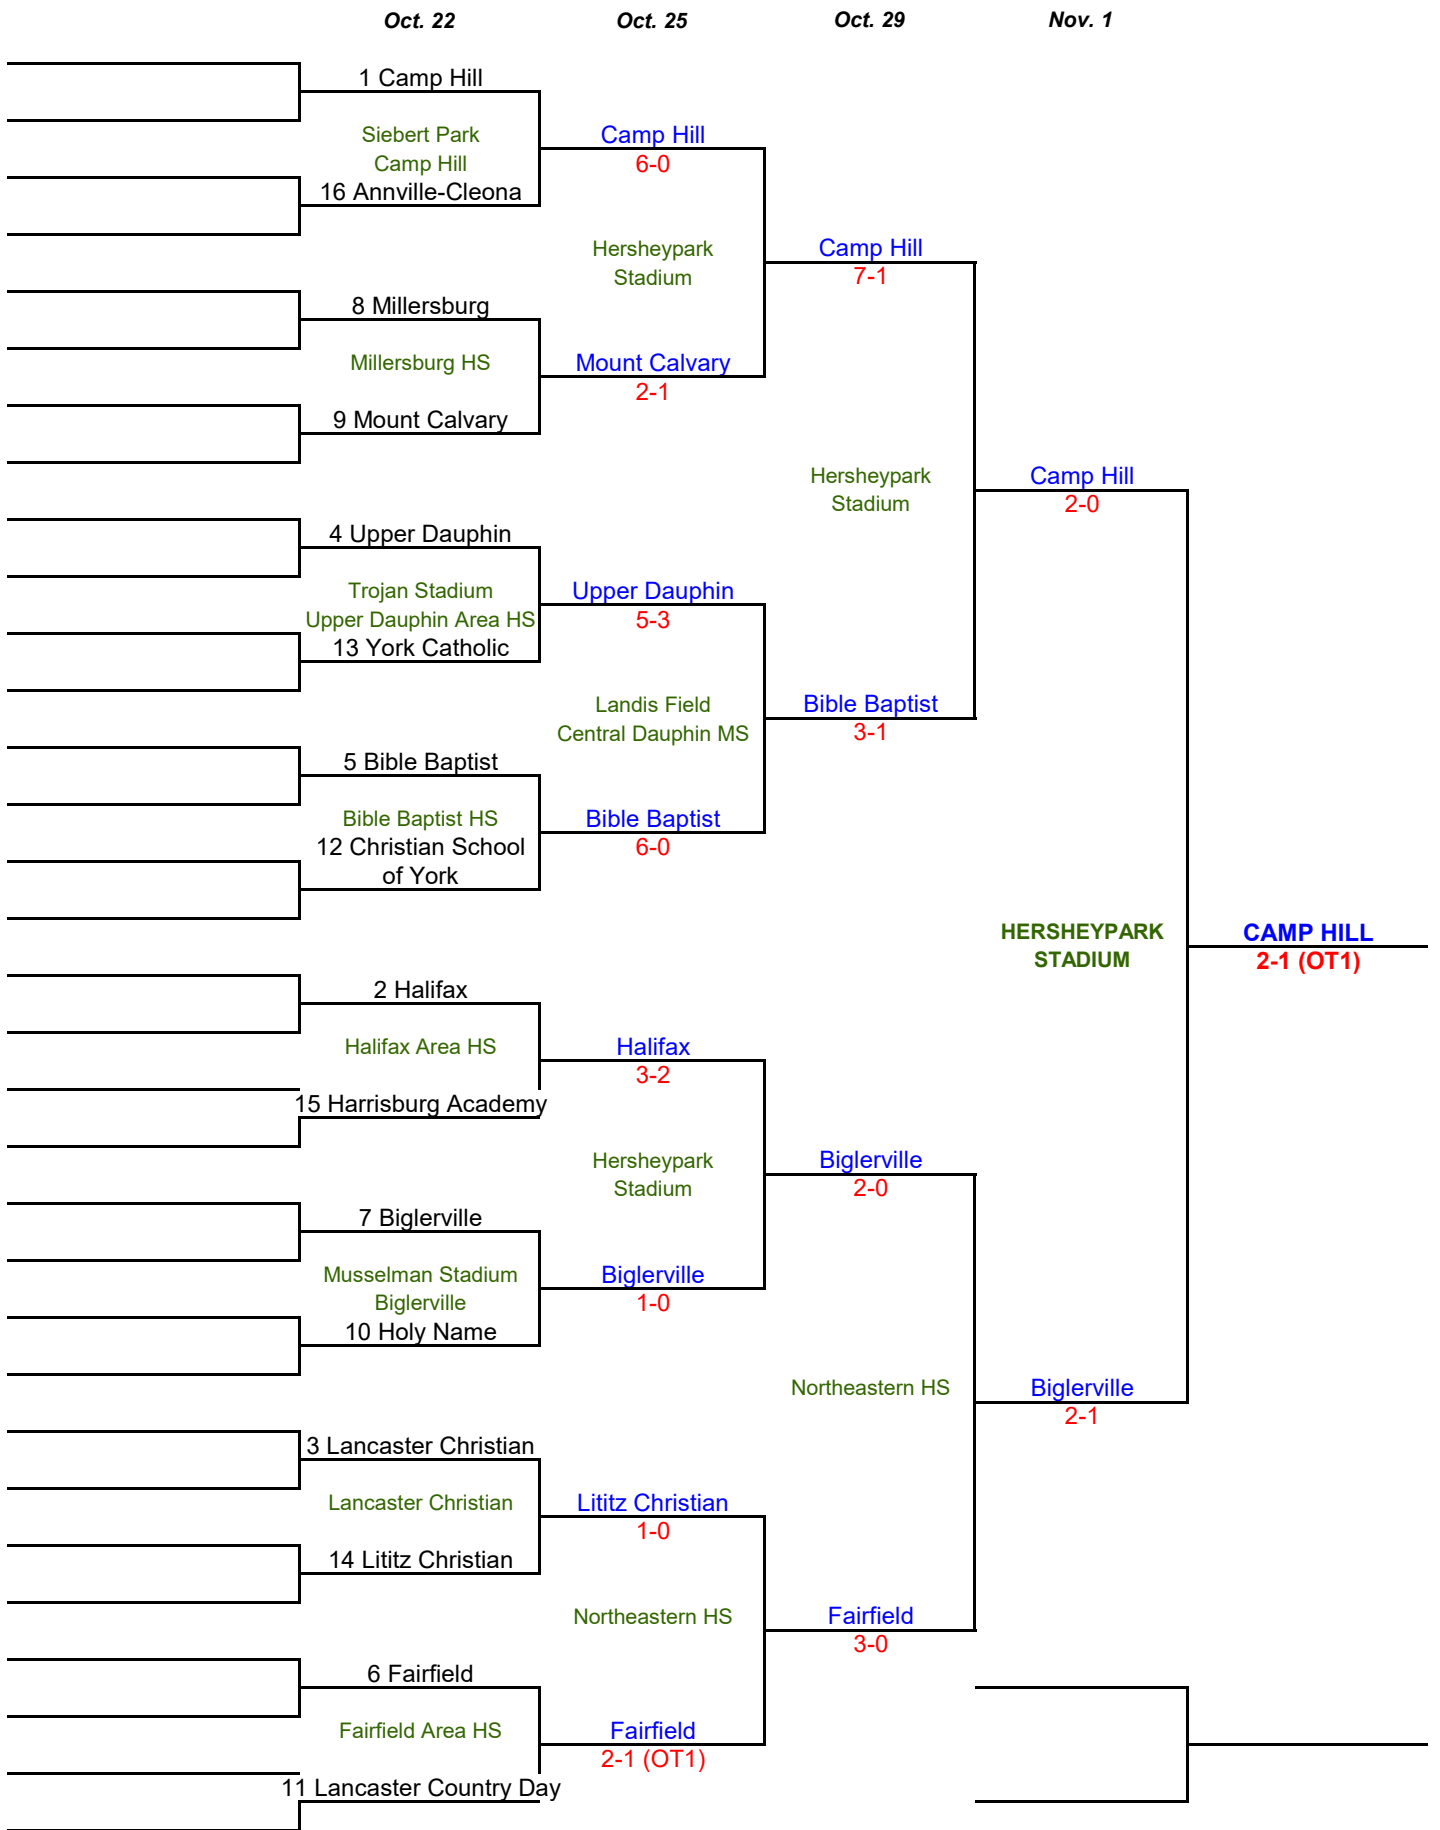 Oct. 22 Oct. 25 Oct. 29 Nov. 1
1 Camp Hill
Siebert Park
Camp Hill
16 Annville-Cleona
Camp Hill
6-0
Hersheypark
Stadium
Camp Hill
7-1
8 Millersburg
Millersburg HS
9 Mount Calvary
Mount Calvary
2-1
Hersheypark
Stadium
Camp Hill
2-0
4 Upper Dauphin
Trojan Stadium
Upper Dauphin Area HS
13 York Catholic
Upper Dauphin
5-3
Landis Field
Central Dauphin MS
Bible Baptist
3-1
5 Bible Baptist
Bible Baptist HS
12 Christian School
of York
Bible Baptist
6-0
HERSHEYPARK
STADIUM
CAMP HILL
2-1 (OT1)
2 Halifax
Halifax Area HS
15 Harrisburg Academy
Halifax
3-2
Hersheypark
Stadium
Biglerville
2-0
7 Biglerville
Musselman Stadium
Biglerville
10 Holy Name
Biglerville
1-0
Northeastern HS
Biglerville
2-1
3 Lancaster Christian
Lancaster Christian
14 Lititz Christian
Lititz Christian
1-0
Northeastern HS
Fairfield
3-0
6 Fairfield
Fairfield Area HS
11 Lancaster Country Day
Fairfield
2-1 (OT1)